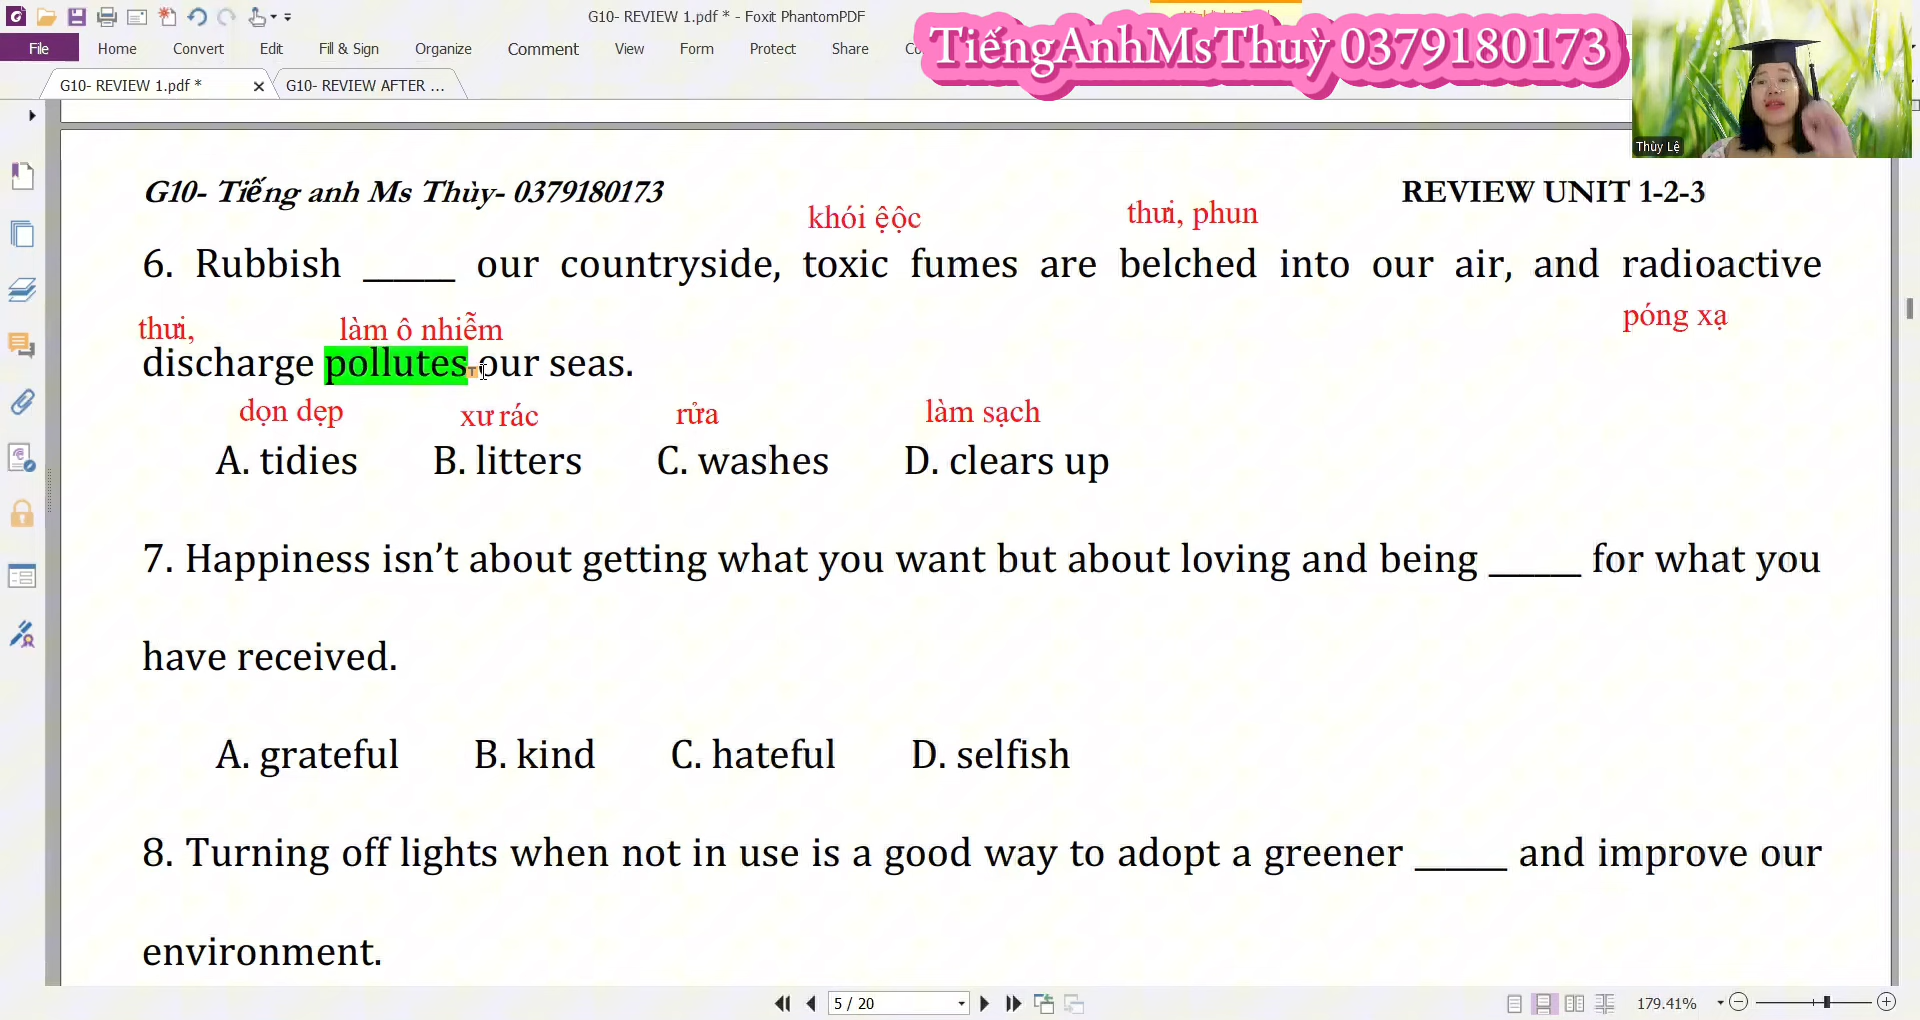 G10- REVIEW 1.pdf * - Foxit PhantomPDF
TiếngAnhMsThuỳ 0379180173
File Home Convert Edit Fill & Sign Organize Comment View Form Protect Share
G10- REVIEW 1.pdf * G10- REVIEW AFTER ...
Thùy Lệ
G10- Tiếng anh Ms Thùy- 0379180173 REVIEW UNIT 1-2-3
khói ệộc thưi, phun
6. Rubbish _____ our countryside, toxic fumes are belched into our air, and radioactive
thưi, làm ô nhiễm póng xạ
discharge pollutes our seas.
dọn dẹp xư rác rửa làm sạch
A. tidies B. litters C. washes D. clears up
7. Happiness isn’t about getting what you want but about loving and being _____ for what you
have received.
A. grateful B. kind C. hateful D. selfish
8. Turning off lights when not in use is a good way to adopt a greener _____ and improve our
environment.
5 / 20
179.41%